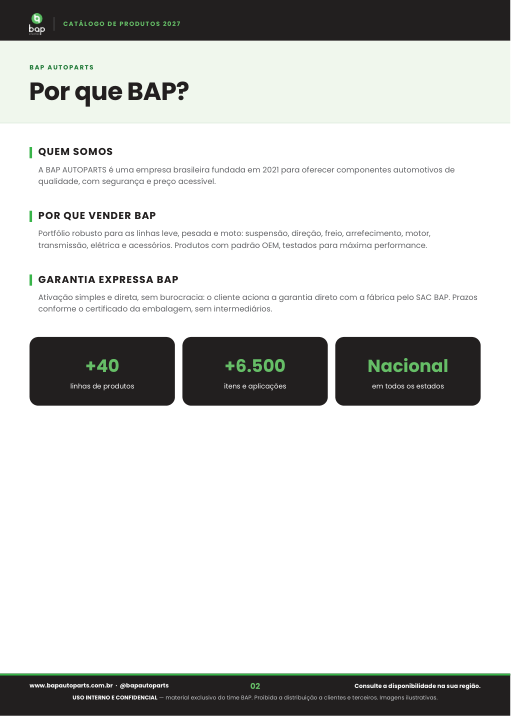 bap
CATÁLOGO DE PRODUTOS 2027
BAP AUTOPARTS
Por que BAP?
QUEM SOMOS
A BAP AUTOPARTS é uma empresa brasileira fundada em 2021 para oferecer componentes automotivos de
qualidade, com segurança e preço acessível.
POR QUE VENDER BAP
Portfólio robusto para as linhas leve, pesada e moto: suspensão, direção, freio, arrefecimento, motor,
transmissão, elétrica e acessórios. Produtos com padrão OEM, testados para máxima performance.
GARANTIA EXPRESSA BAP
Ativação simples e direta, sem burocracia: o cliente aciona a garantia direto com a fábrica pelo SAC BAP. Prazos
conforme o certificado da embalagem, sem intermediários.
+40
linhas de produtos
+6.500
itens e aplicações
Nacional
em todos os estados
www.bapautoparts.com.br · @bapautoparts
02
Consulte a disponibilidade na sua região.
USO INTERNO E CONFIDENCIAL — material exclusivo do time BAP. Proibida a distribuição a clientes e terceiros. Imagens ilustrativas.